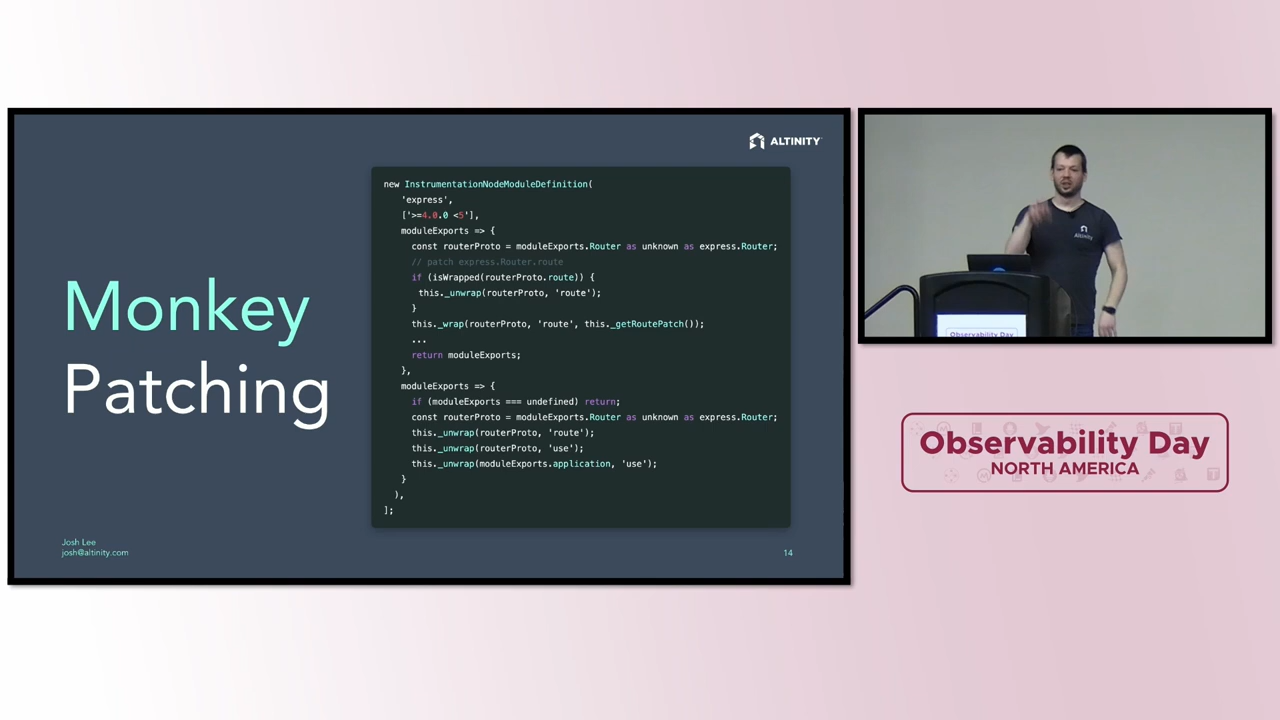 ALTINITY
Monkey
Patching
new InstrumentationNodeModuleDefinition(
'express',
['>=4.0.0 <5'],
moduleExports => {
const routerProto = moduleExports.Router as unknown as express.Router;
// patch express.Router.route
if (isWrapped(routerProto.route)) {
this._unwrap(routerProto, 'route');
}
this._wrap(routerProto, 'route', this._getRoutePatch());
...
return moduleExports;
},
moduleExports => {
if (moduleExports === undefined) return;
const routerProto = moduleExports.Router as unknown as express.Router;
this._unwrap(routerProto, 'route');
this._unwrap(routerProto, 'use');
this._unwrap(moduleExports.application, 'use');
}
),
];
Josh Lee
josh@altinity.com
14
Altinity
Observability Day
Observability Day
NORTH AMERICA